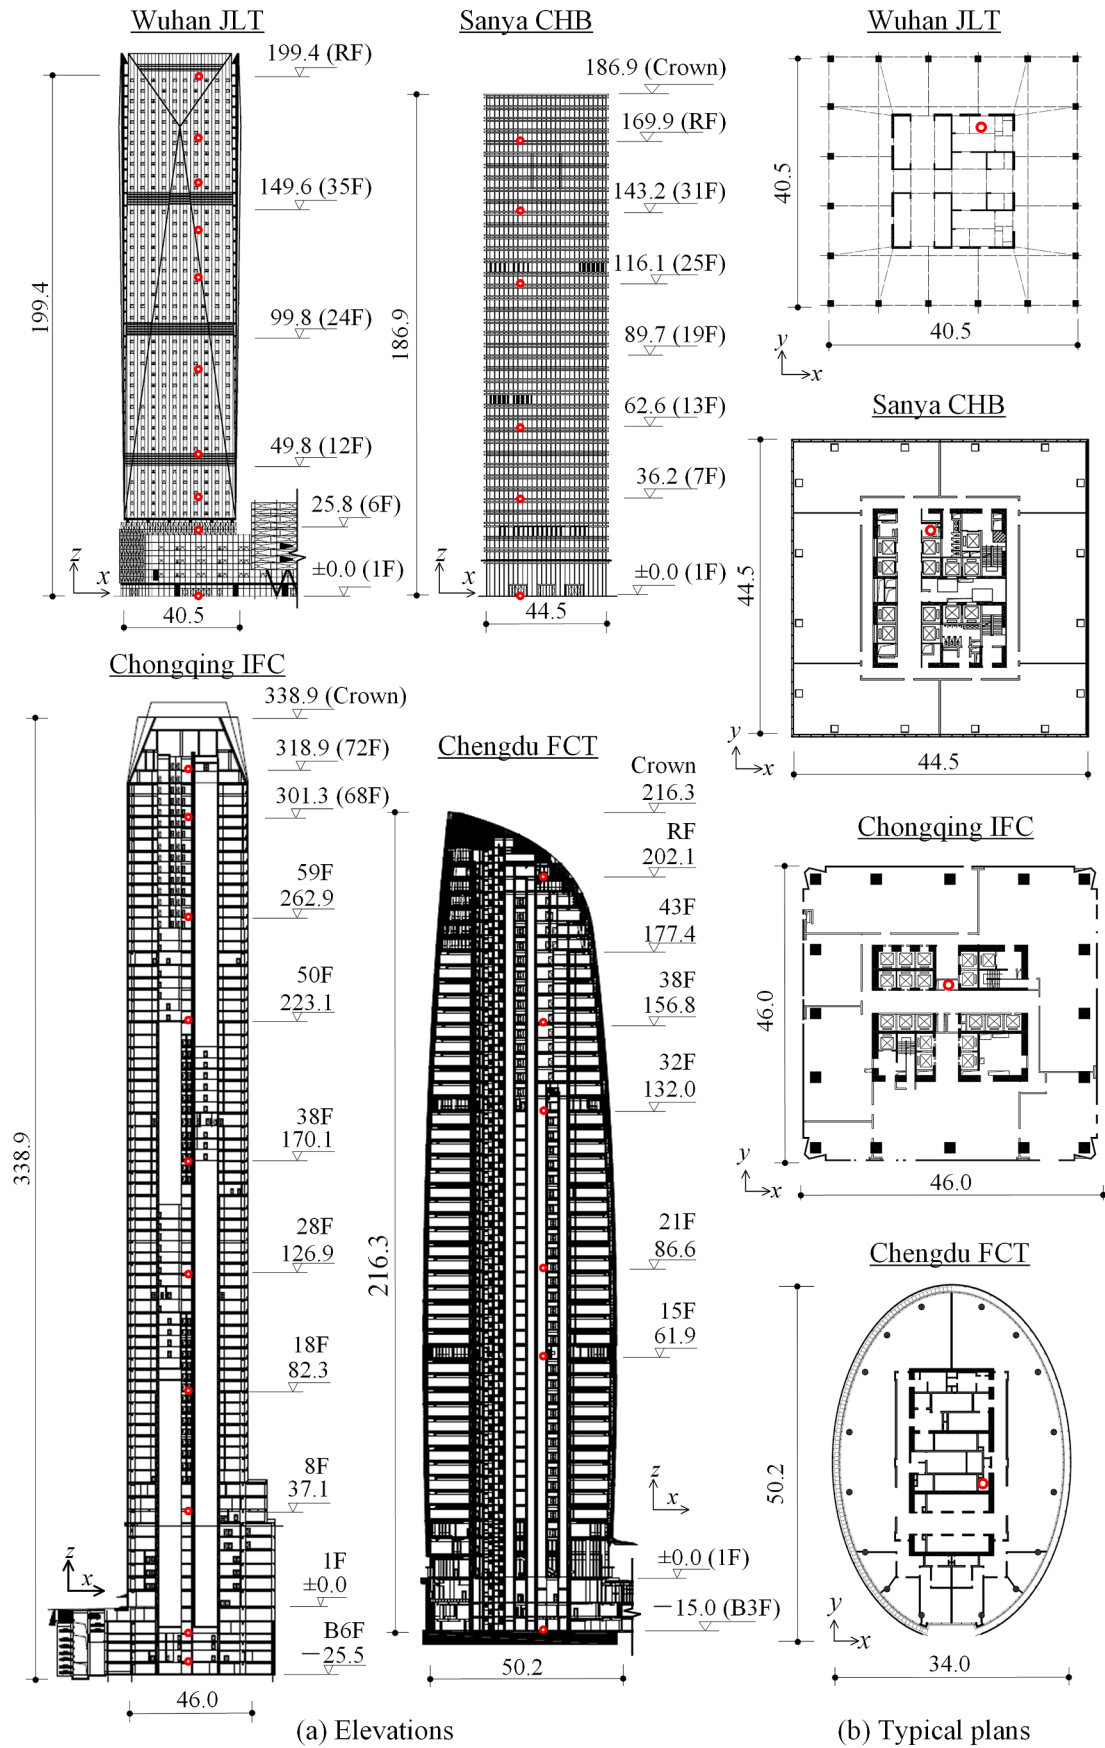 Wuhan JLT
199.4 (RF)
149.6 (35F)
99.8 (24F)
49.8 (12F)
25.8 (6F)
±0.0 (1F)
199.4
z
x
40.5
Sanya CHB
186.9 (Crown)
169.9 (RF)
143.2 (31F)
116.1 (25F)
89.7 (19F)
62.6 (13F)
36.2 (7F)
±0.0 (1F)
186.9
z
x
44.5
Chongqing IFC
338.9 (Crown)
318.9 (72F)
301.3 (68F)
59F
262.9
50F
223.1
38F
170.1
28F
126.9
18F
82.3
8F
37.1
1F
±0.0
B6F
−25.5
338.9
z
x
46.0
Chengdu FCT
Crown
216.3
RF
202.1
43F
177.4
38F
156.8
32F
132.0
21F
86.6
15F
61.9
z
x
±0.0 (1F)
−15.0 (B3F)
216.3
50.2
(a) Elevations
Wuhan JLT
40.5
40.5
y
x
Sanya CHB
44.5
y
x
44.5
Chongqing IFC
46.0
y
x
46.0
Chengdu FCT
50.2
y
x
34.0
(b) Typical plans